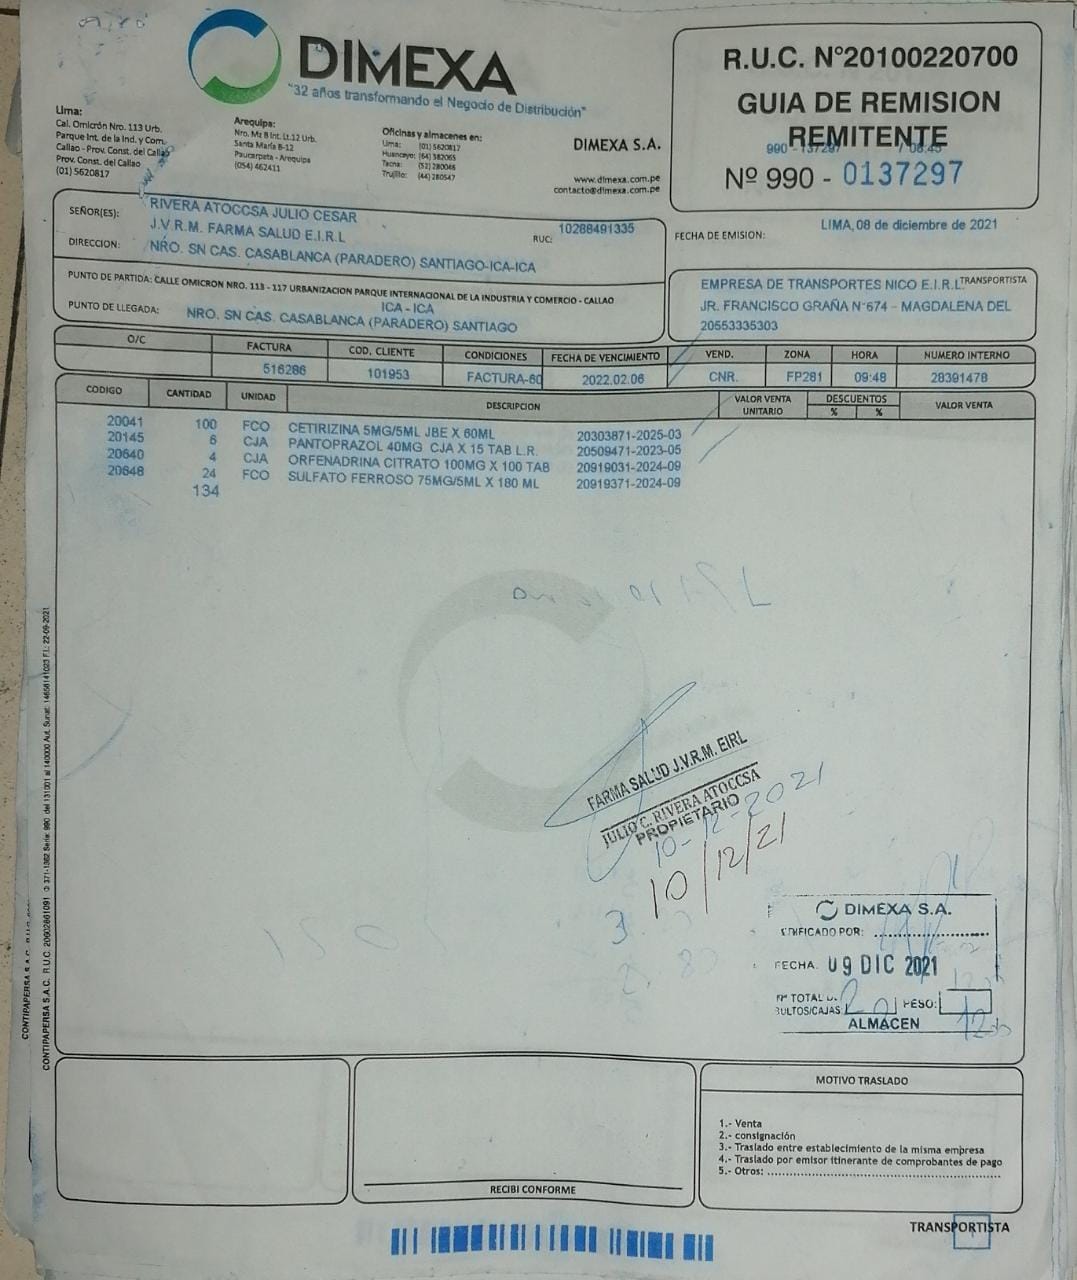 DIMEXA
"32 años transformando el Negocio de Distribución"
Lima:
Cal. Omicrón Nro. 113 Urb.
Parque Int. de la Ind. y Com.
Callao - Prov. Const. del Callao
Prov. Const. del Callao
(01) 5620817
Arequipa:
Nro. Mz B Int. Lt.12 Urb.
Santa María B-12
Paucarpata - Arequipa
(054) 462411
Oficinas y almacenes en:
Lima: (01) 5620817
Huancayo: (64) 382065
Tacna: (52) 280046
Trujillo: (44) 280547
DIMEXA S.A.
www.dimexa.com.pe
contacto@dimexa.com.pe
R.U.C. N°20100220700
GUIA DE REMISION
REMITENTE
990 - 137297 / 08:45
Nº 990 - 0137297
SEÑOR(ES): RIVERA ATOCCSA JULIO CESAR
J.V.R.M. FARMA SALUD E.I.R.L
RUC: 10288491335
DIRECCION: NRO. SN CAS. CASABLANCA (PARADERO) SANTIAGO-ICA-ICA
FECHA DE EMISION: LIMA, 08 de diciembre de 2021
PUNTO DE PARTIDA: CALLE OMICRON NRO. 113 - 117 URBANIZACION PARQUE INTERNACIONAL DE LA INDUSTRIA Y COMERCIO - CALLAO
ICA - ICA
PUNTO DE LLEGADA: NRO. SN CAS. CASABLANCA (PARADERO) SANTIAGO
TRANSPORTISTA
EMPRESA DE TRANSPORTES NICO E.I.R.L
JR. FRANCISCO GRAÑA N°674 - MAGDALENA DEL
20553335303
O/C FACTURA COD. CLIENTE CONDICIONES FECHA DE VENCIMIENTO VEND. ZONA HORA NUMERO INTERNO
516286 101953 FACTURA-60 2022.02.06 CNR. FP281 09:48 28391478
CODIGO CANTIDAD UNIDAD DESCRIPCION VALOR VENTA UNITARIO DESCUENTOS % % VALOR VENTA
20041 100 FCO CETIRIZINA 5MG/5ML JBE X 60ML 20303871-2025-03
20145 6 CJA PANTOPRAZOL 40MG CJA X 15 TAB L.R. 20509471-2023-05
20640 4 CJA ORFENADRINA CITRATO 100MG X 100 TAB 20919031-2024-09
20648 24 FCO SULFATO FERROSO 75MG/5ML X 180 ML 20919371-2024-09
134
FARMA SALUD J.V.R.M. EIRL
JULIO C. RIVERA ATOCCSA
PROPIETARIO
10-12-2021
10/12/21
DIMEXA S.A.
FECHA. 09 DIC 2021
PESO:
ALMACEN
MOTIVO TRASLADO
1.- Venta
2.- consignación
3.- Traslado entre establecimiento de la misma empresa
4.- Traslado por emisor itinerante de comprobantes de pago
5.- Otros:
RECIBI CONFORME
TRANSPORTISTA